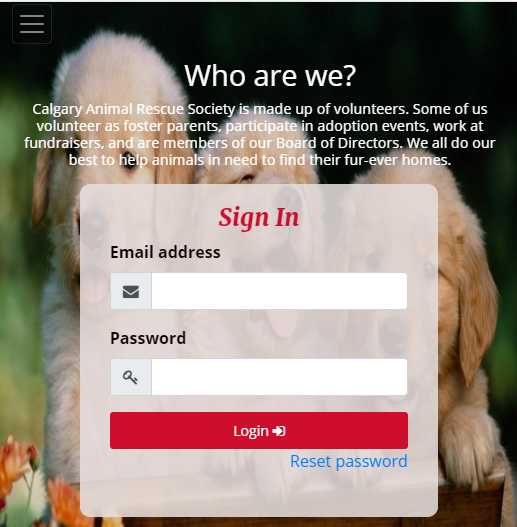 Who are we?
Calgary Animal Rescue Society is made up of volunteers. Some of us
volunteer as foster parents, participate in adoption events, work at
fundraisers, and are members of our Board of Directors. We all do our
best to help animals in need to find their fur-ever homes.
Sign In
Email address
Password
Login
Reset password